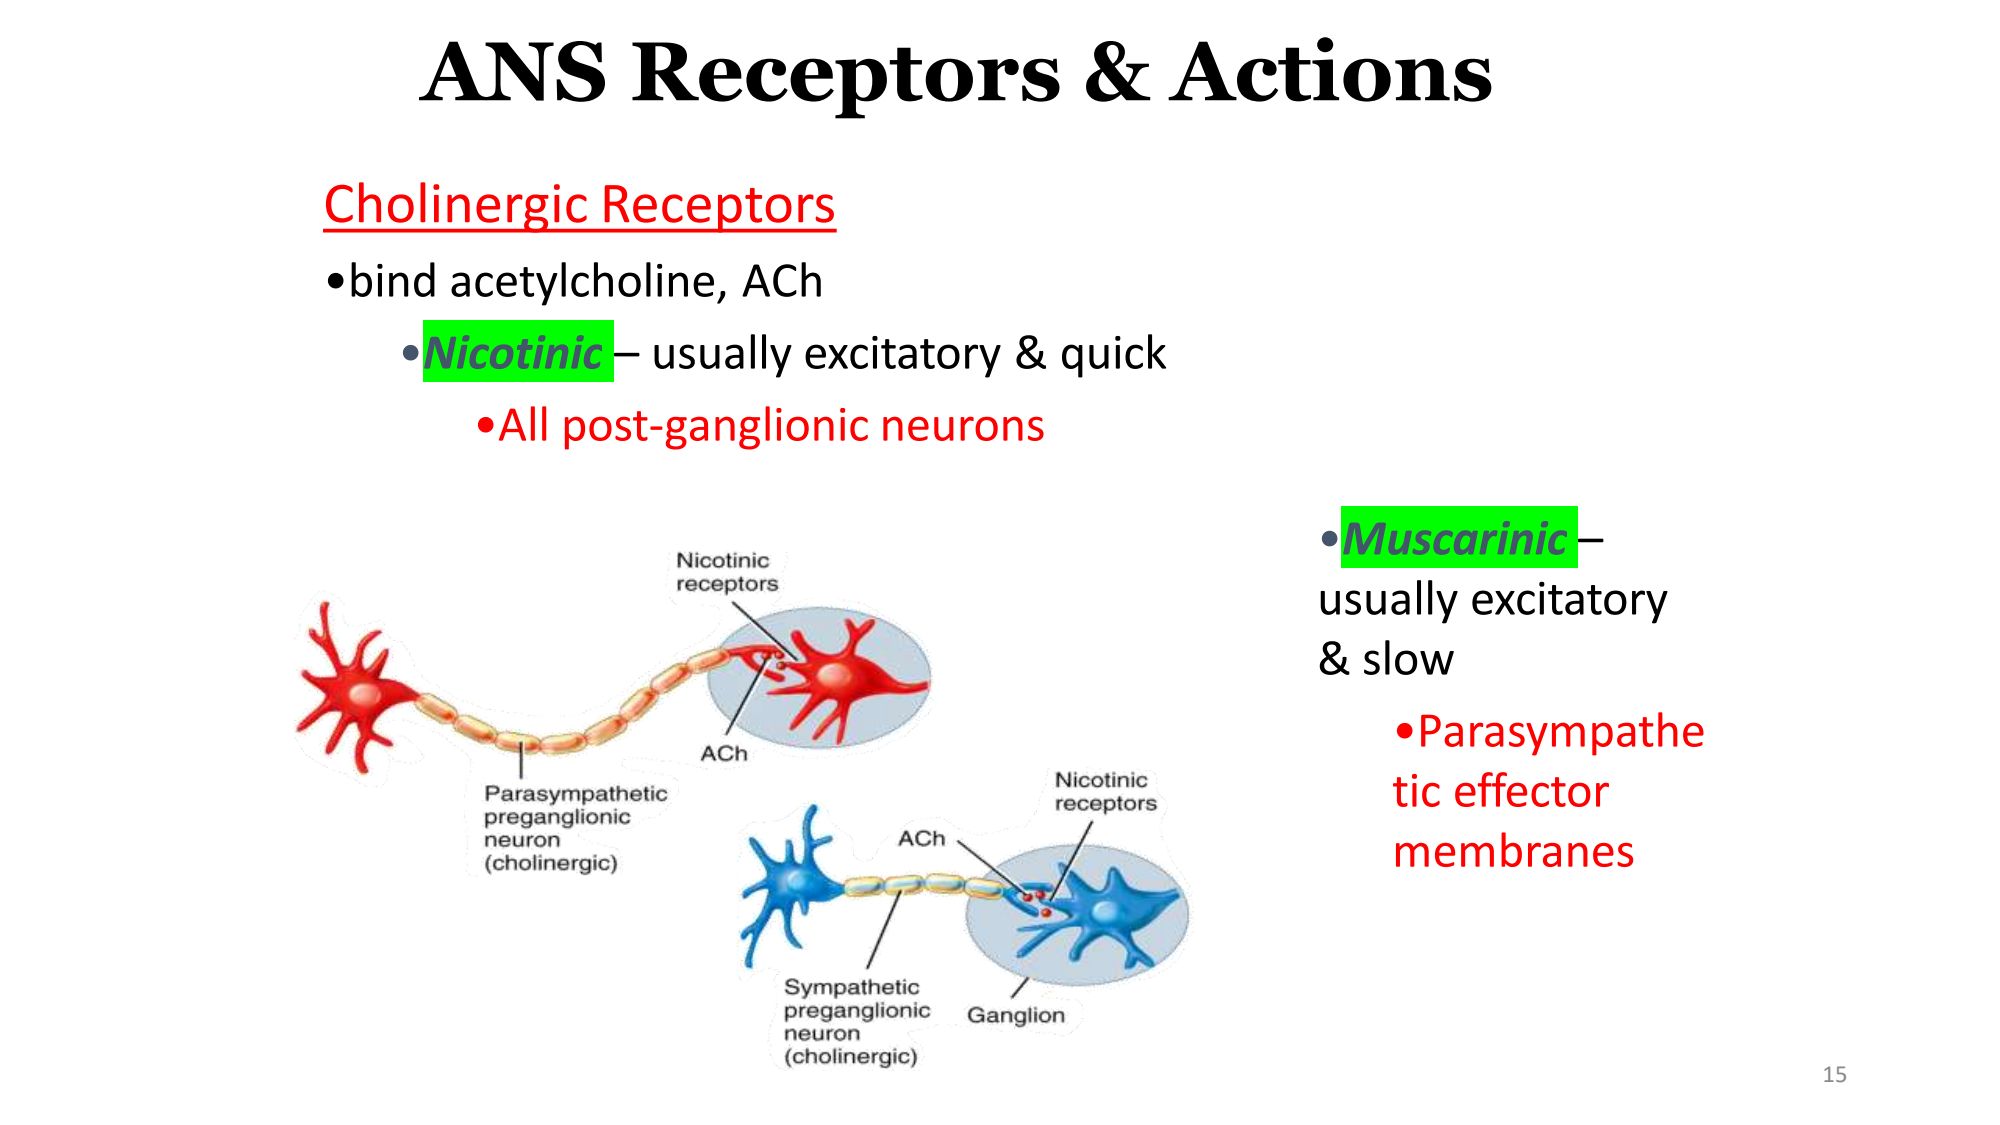 ANS Receptors & Actions
Cholinergic Receptors
•bind acetylcholine, ACh
•Nicotinic – usually excitatory & quick
•All post-ganglionic neurons
•Muscarinic –
usually excitatory
& slow
•Parasympathe
tic effector
membranes
Nicotinic
receptors
ACh
Parasympathetic
preganglionic
neuron
(cholinergic)
Nicotinic
receptors
ACh
Sympathetic
preganglionic
neuron
(cholinergic)
Ganglion
15